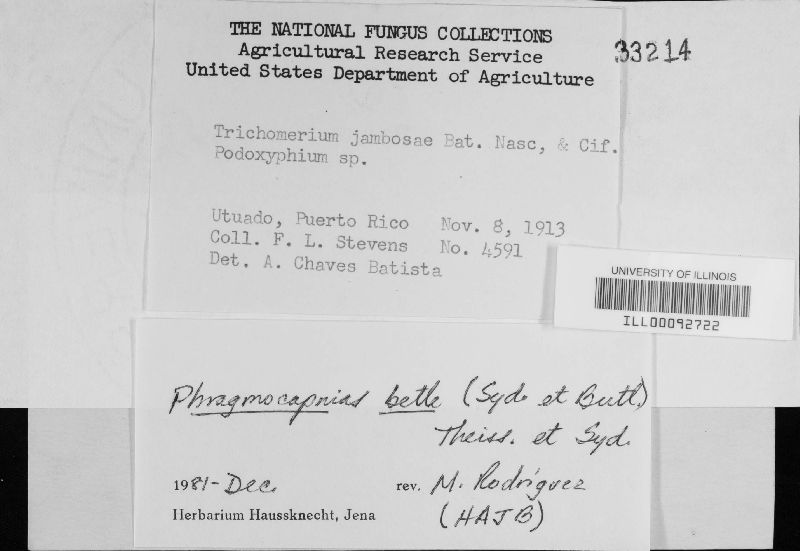 THE NATIONAL FUNGUS COLLECTIONS
Agricultural Research Service
United States Department of Agriculture
33214
Trichomerium jambosae Bat. Nasc, & Cif.
Podoxyphium sp.
Utuado, Puerto Rico Nov. 8, 1913
Coll. F. L. Stevens No. 4591
Det. A. Chaves Batista
UNIVERSITY OF ILLINOIS
ILL00092722
Phragmocapnias betle (Syd. et Butl.)
Theiss. et Syd.
1981-Dec. rev. M. Rodríguez
Herbarium Haussknecht, Jena (HAJB)